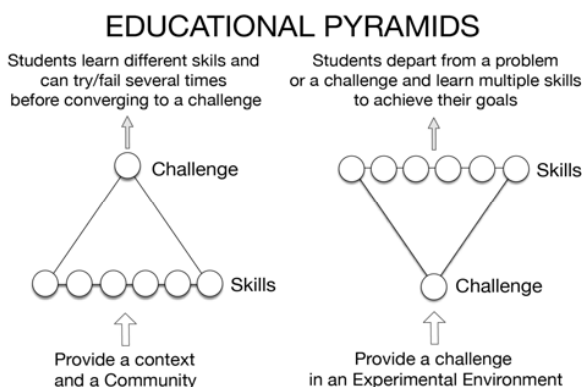 EDUCATIONAL PYRAMIDS
Students learn different skills and
can try/fail several times
before converging to a challenge
Students depart from a problem
or a challenge and learn multiple skills
to achieve their goals
Challenge
Skills
Skills
Challenge
Provide a context
and a Community
Provide a challenge
in an Experimental Environment